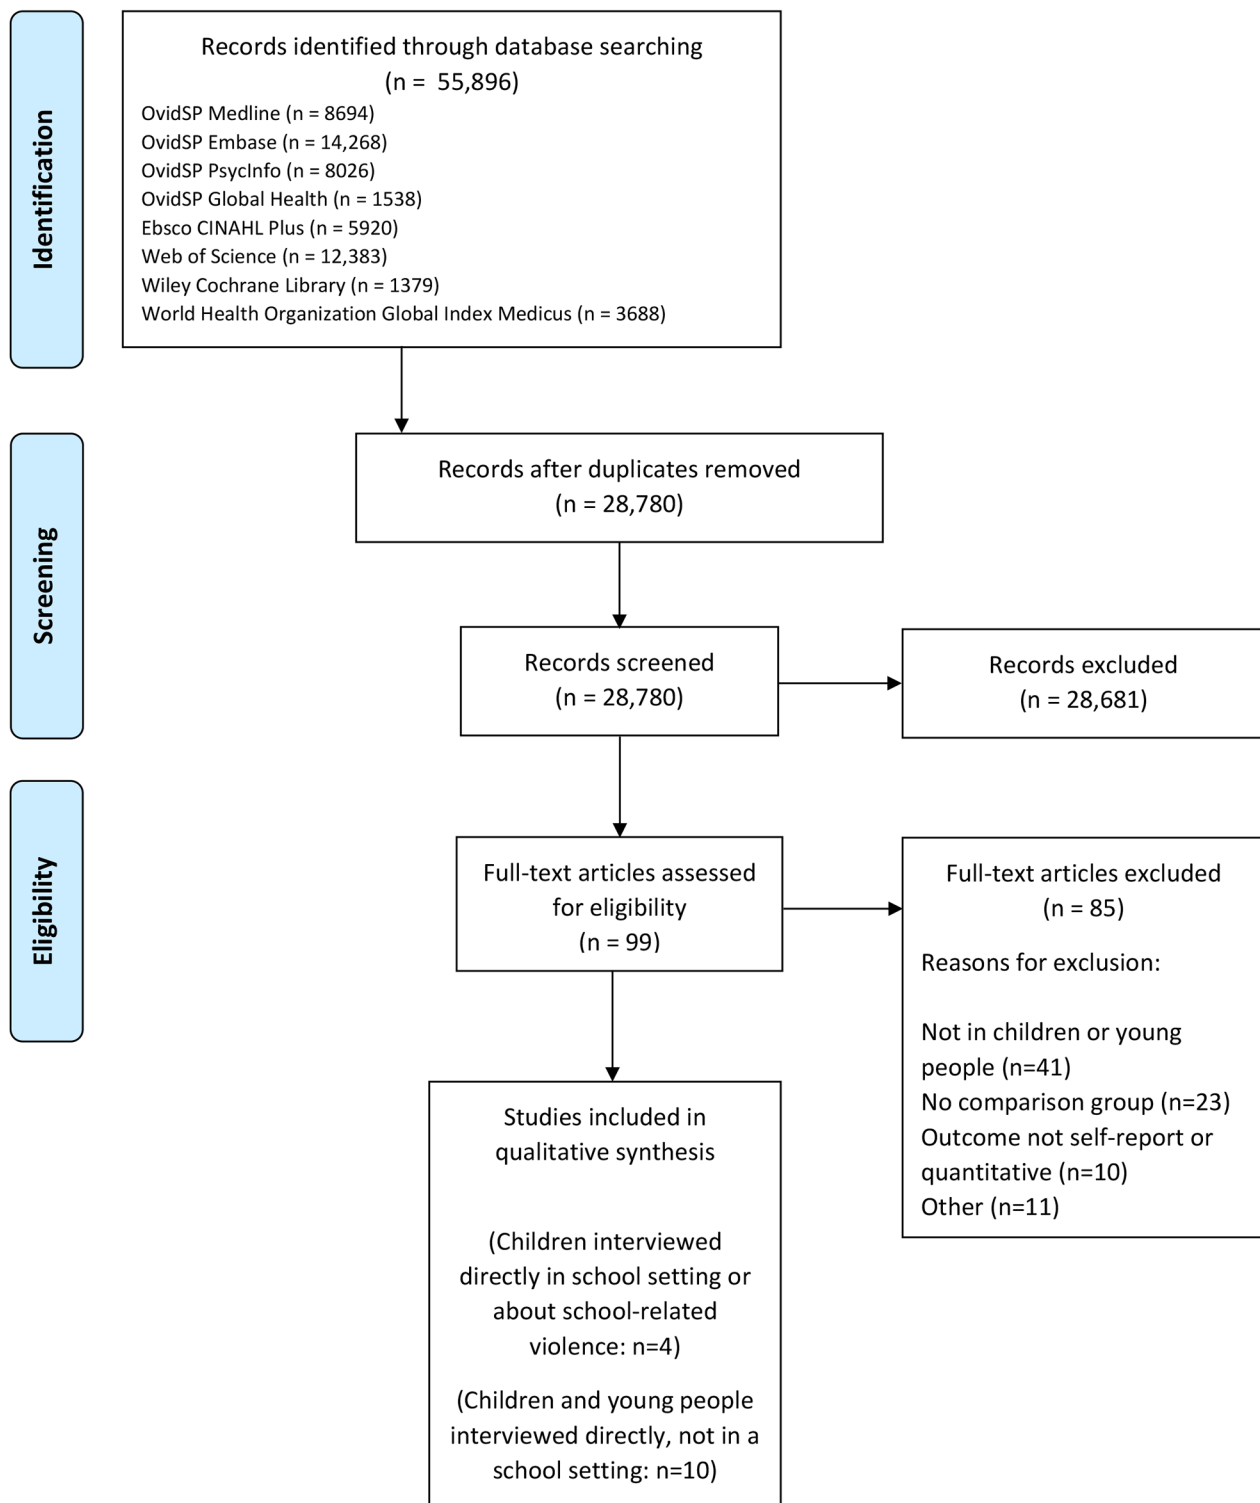 Identification
Records identified through database searching
(n =  55,896)
OvidSP Medline (n = 8694)
OvidSP Embase (n = 14,268)
OvidSP PsycInfo (n = 8026)
OvidSP Global Health (n = 1538)
Ebsco CINAHL Plus (n = 5920)
Web of Science (n = 12,383)
Wiley Cochrane Library (n = 1379)
World Health Organization Global Index Medicus (n = 3688)
Screening
Records after duplicates removed
(n = 28,780)
Records screened
(n = 28,780)
Records excluded
(n = 28,681)
Eligibility
Full-text articles assessed
for eligibility
(n = 99)
Full-text articles excluded
(n = 85)
Reasons for exclusion:
Not in children or young
people (n=41)
No comparison group (n=23)
Outcome not self-report or
quantitative (n=10)
Other (n=11)
Studies included in
qualitative synthesis
(Children interviewed
directly in school setting or
about school-related
violence: n=4)
(Children and young people
interviewed directly, not in a
school setting: n=10)